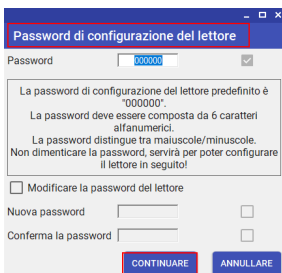 Password di configurazione del lettore
Password 000000
La password di configurazione del lettore predefinito è
"000000".
La password deve essere composta da 6 caratteri
alfanumerici.
La password distingue tra maiuscole/minuscole.
Non dimenticare la password, servirà per poter configurare
il lettore in seguito!
Modificare la password del lettore
Nuova password
Conferma la password
CONTINUARE ANNULLARE